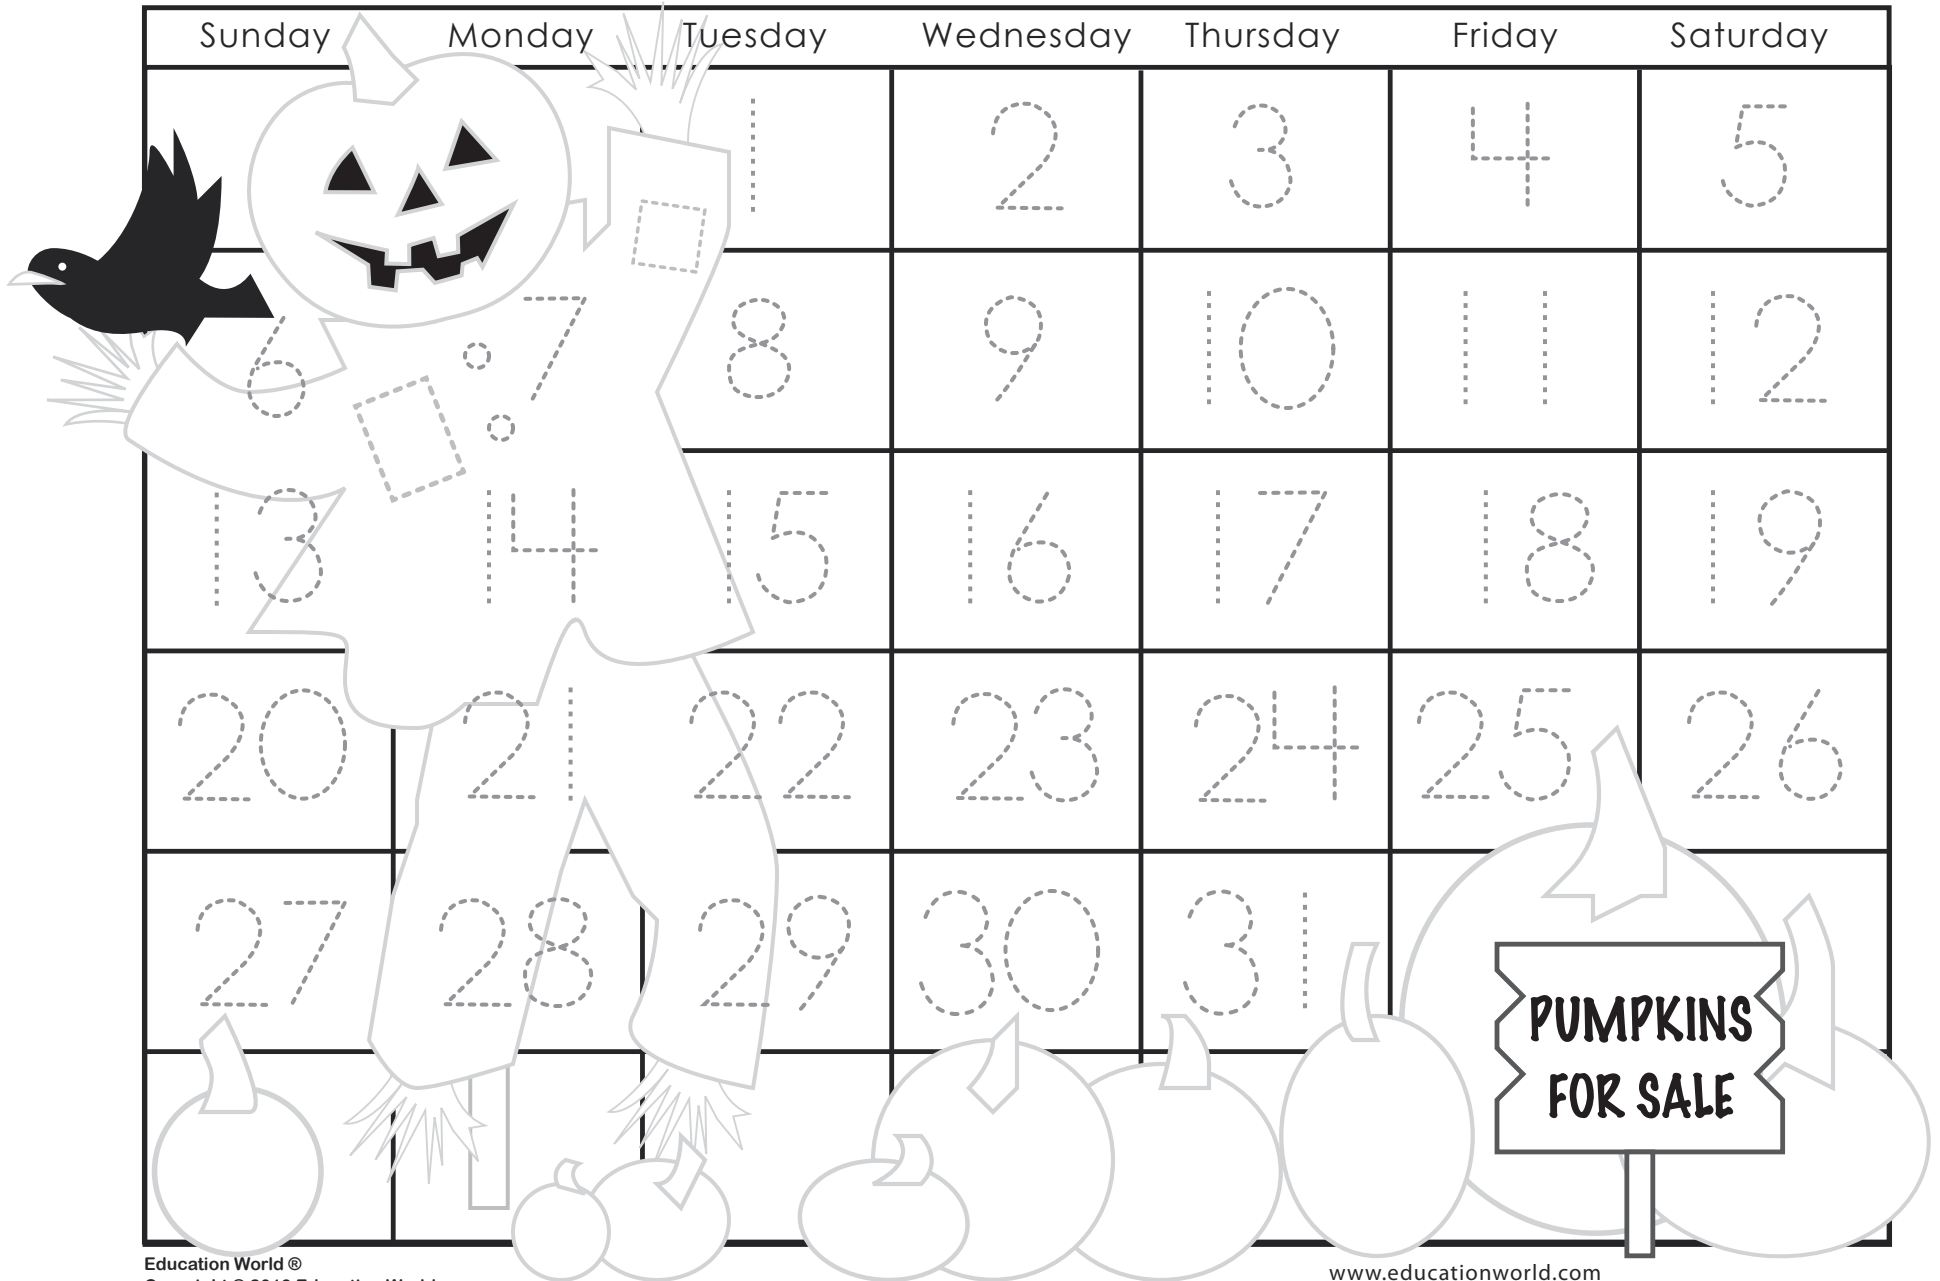 Sunday Monday Tuesday Wednesday Thursday Friday Saturday
1 2 3 4 5
6 7 8 9 10 11 12
13 14 15 16 17 18 19
20 21 22 23 24 25 26
27 28 29 30 31
PUMPKINS
FOR SALE
Education World ®
www.educationworld.com